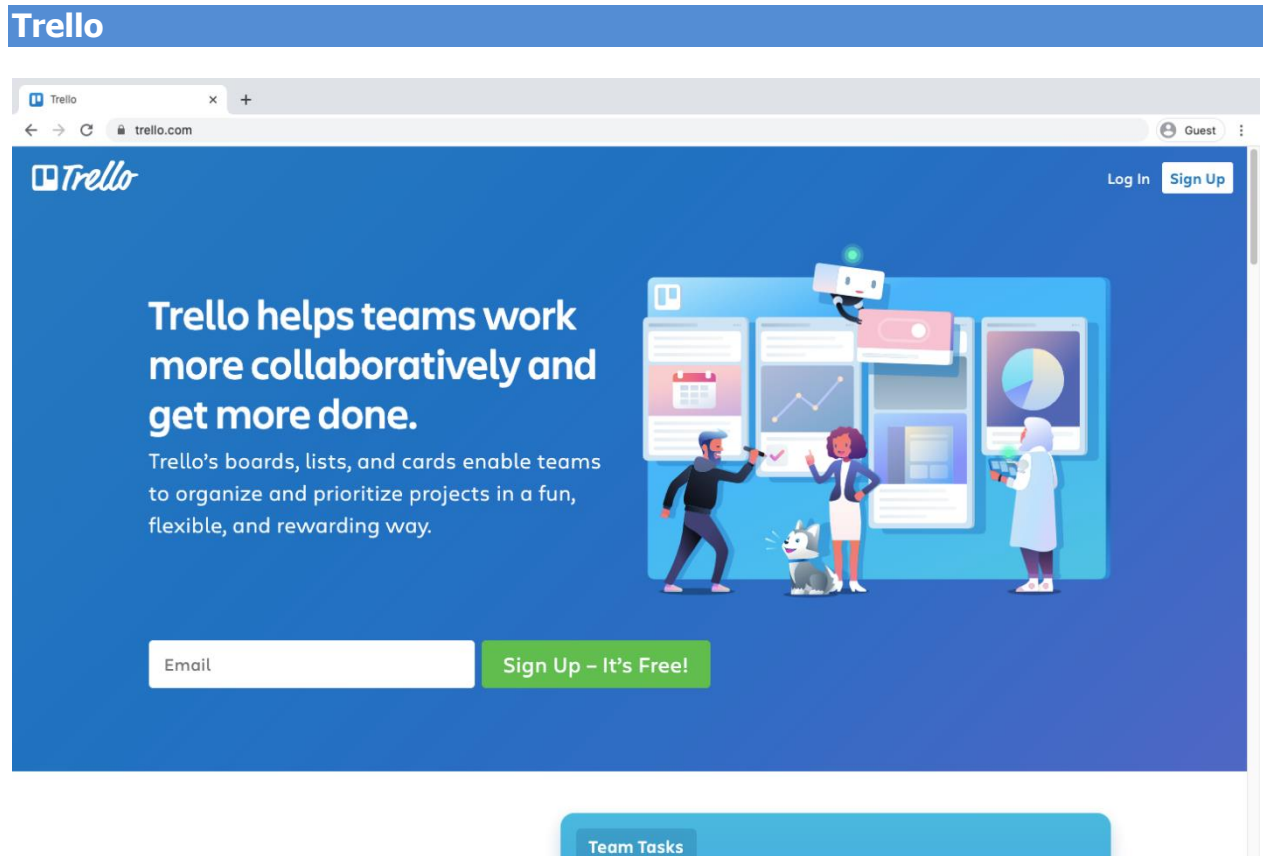 Trello
Trello
trello.com
Guest
Trello
Log In
Sign Up
Trello helps teams work
more collaboratively and
get more done.
Trello’s boards, lists, and cards enable teams
to organize and prioritize projects in a fun,
flexible, and rewarding way.
Email
Sign Up – It’s Free!
Team Tasks